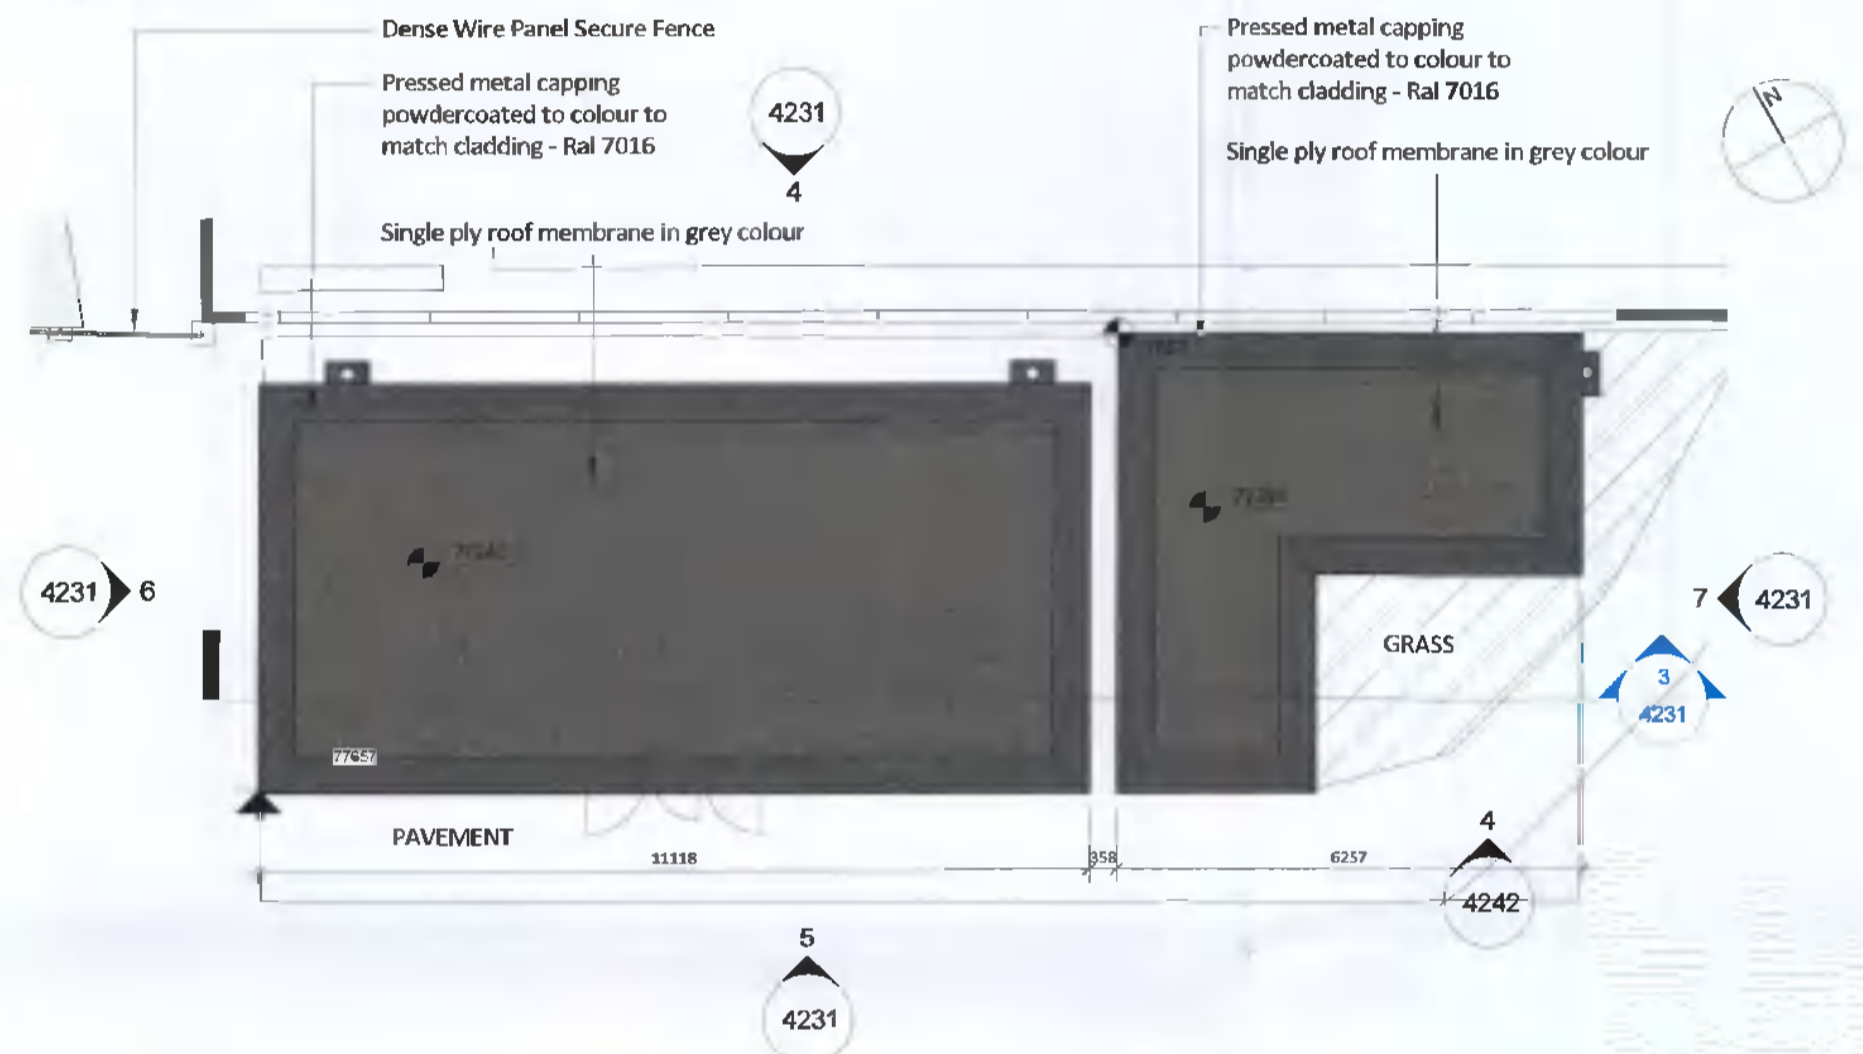 Dense Wire Panel Secure Fence
Pressed metal capping
powdercoated to colour to
match cladding - Ral 7016
4231
4
Single ply roof membrane in grey colour
Pressed metal capping
powdercoated to colour to
match cladding - Ral 7016
Single ply roof membrane in grey colour
N
4231
6
77657
GRASS
7
4231
3
4231
PAVEMENT
11118
358
6257
4
4242
5
4231